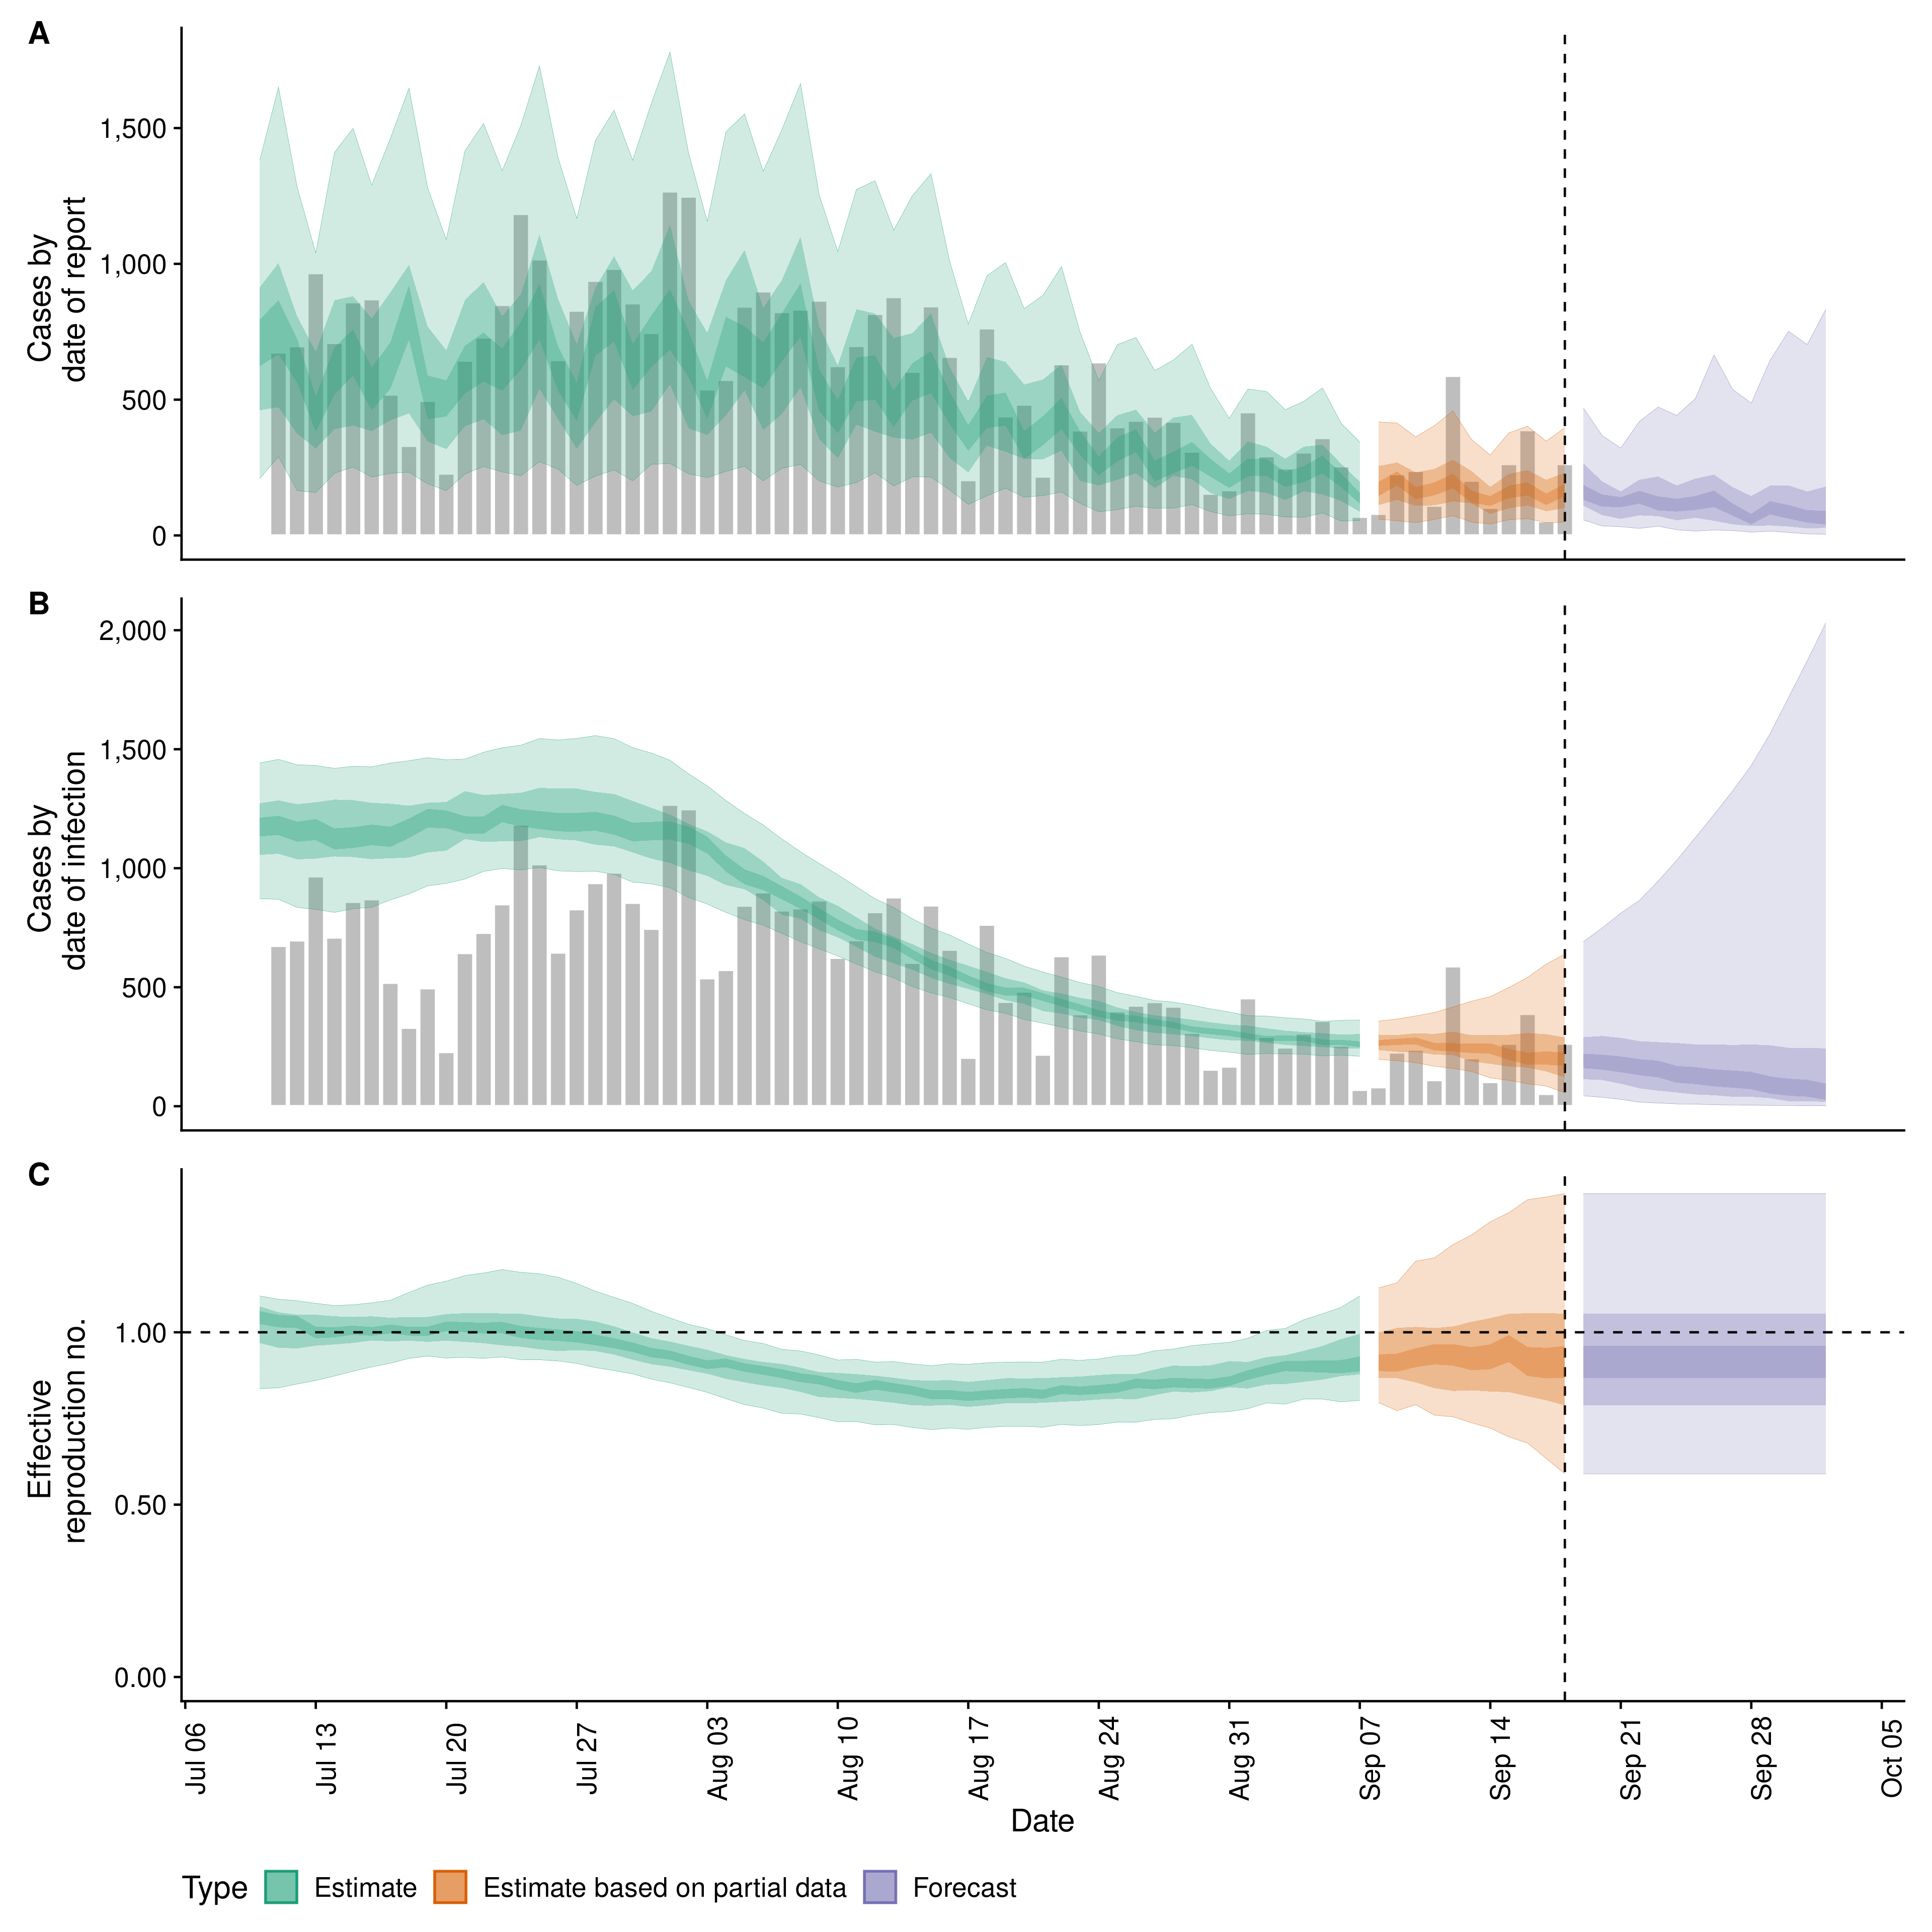 A
Cases by
date of report
1,500
1,000
500
0
B
Cases by
date of infection
2,000
1,500
1,000
500
0
C
Effective
reproduction no.
1.00
0.50
0.00
Jul 06
Jul 13
Jul 20
Jul 27
Aug 03
Aug 10
Aug 17
Aug 24
Aug 31
Sep 07
Sep 14
Sep 21
Sep 28
Oct 05
Date
Type Estimate Estimate based on partial data Forecast